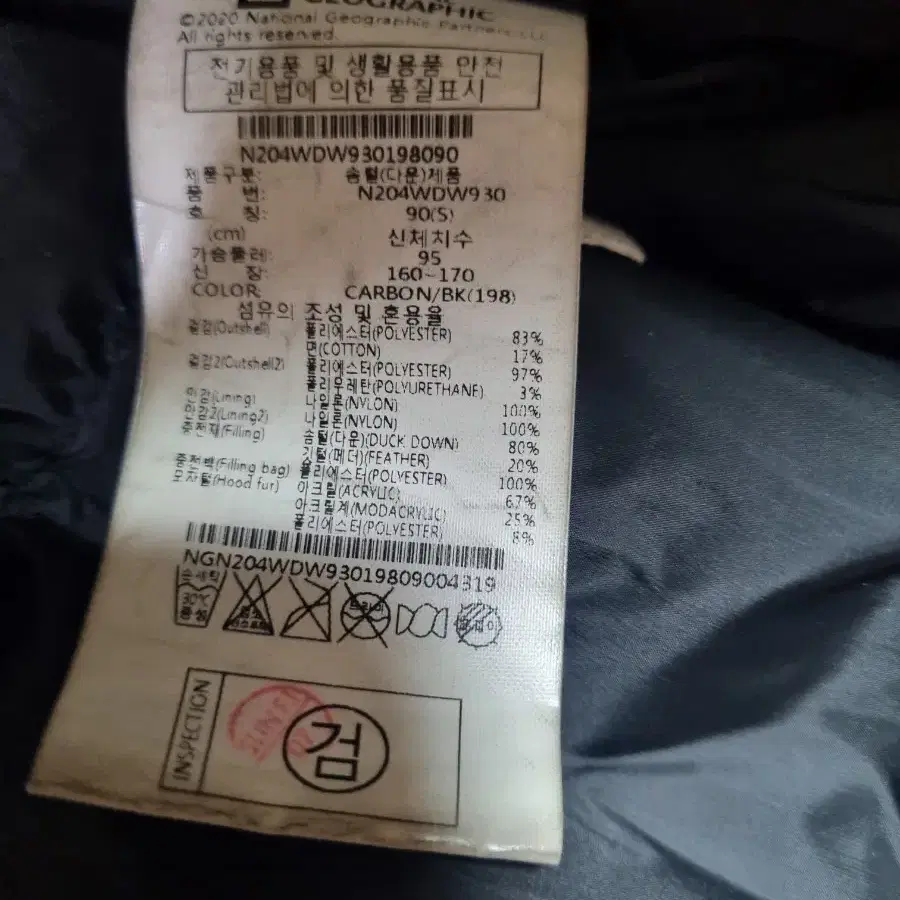 GEOGRAPHIC
©2020 National Geographic Partners LLC
All rights reserved.
전기용품 및 생활용품 안전
관리법에 의한 품질표시
N204WDW930198090
제품구분: 솜털(다운)제품
품 번: N204WDW930
호 칭: 90(S)
(cm) 신체치수
가슴둘레: 95
신 장: 160~170
COLOR: CARBON/BK(198)
섬유의 조성 및 혼용율
겉감(Outshell) 폴리에스터(POLYESTER) 83%
면(COTTON) 17%
겉감2(Outshell2) 폴리에스터(POLYESTER) 97%
폴리우레탄(POLYURETHANE) 3%
안감(Lining) 나일론(NYLON) 100%
안감2(Lining2) 나일론(NYLON) 100%
충전재(Filling) 솜털(다운)(DUCK DOWN) 80%
기털(페더)(FEATHER) 20%
충전백(Filling bag) 폴리에스터(POLYESTER) 100%
모자털(Hood fur) 아크릴(ACRYLIC) 67%
아크릴계(MODACRYLIC) 25%
폴리에스터(POLYESTER) 8%
NGN204WDW93019809004319
손세탁
30℃
중성
염소
드라이
INSPECTION
검